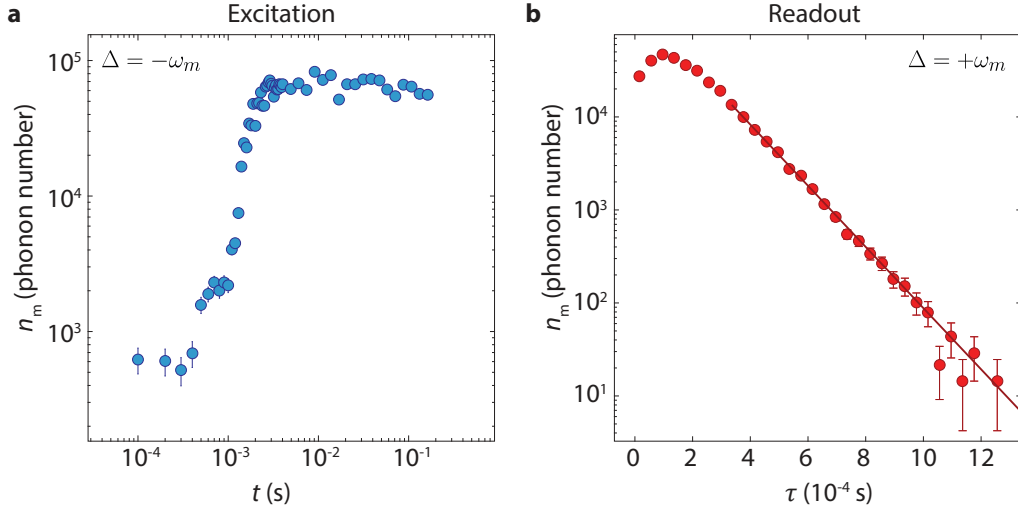 a
Excitation
Δ = −ω_m
n_m (phonon number)
10^5
10^4
10^3
10^-4
10^-3
10^-2
10^-1
t (s)
b
Readout
Δ = +ω_m
n_m (phonon number)
10^4
10^3
10^2
10^1
0
2
4
6
8
10
12
τ (10^-4 s)